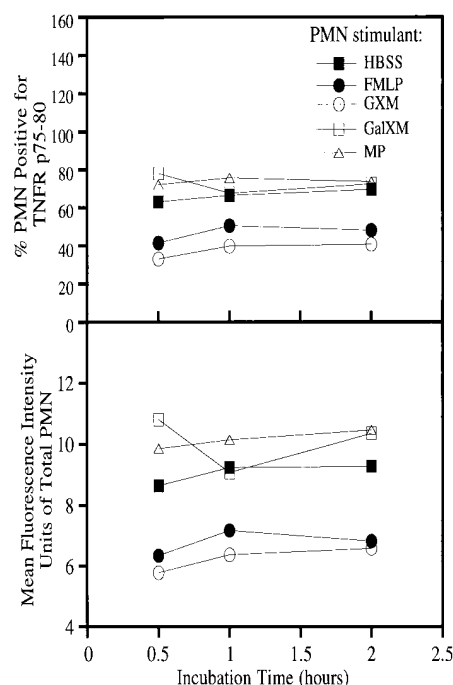 % PMN Positive for
TNFR p75-80
160
140
120
100
80
60
40
20
0
PMN stimulant:
HBSS
FMLP
GXM
GalXM
MP
Mean Fluorescence Intensity
Units of Total PMN
12
10
8
6
4
0 0.5 1 2 2.5
Incubation Time (hours)